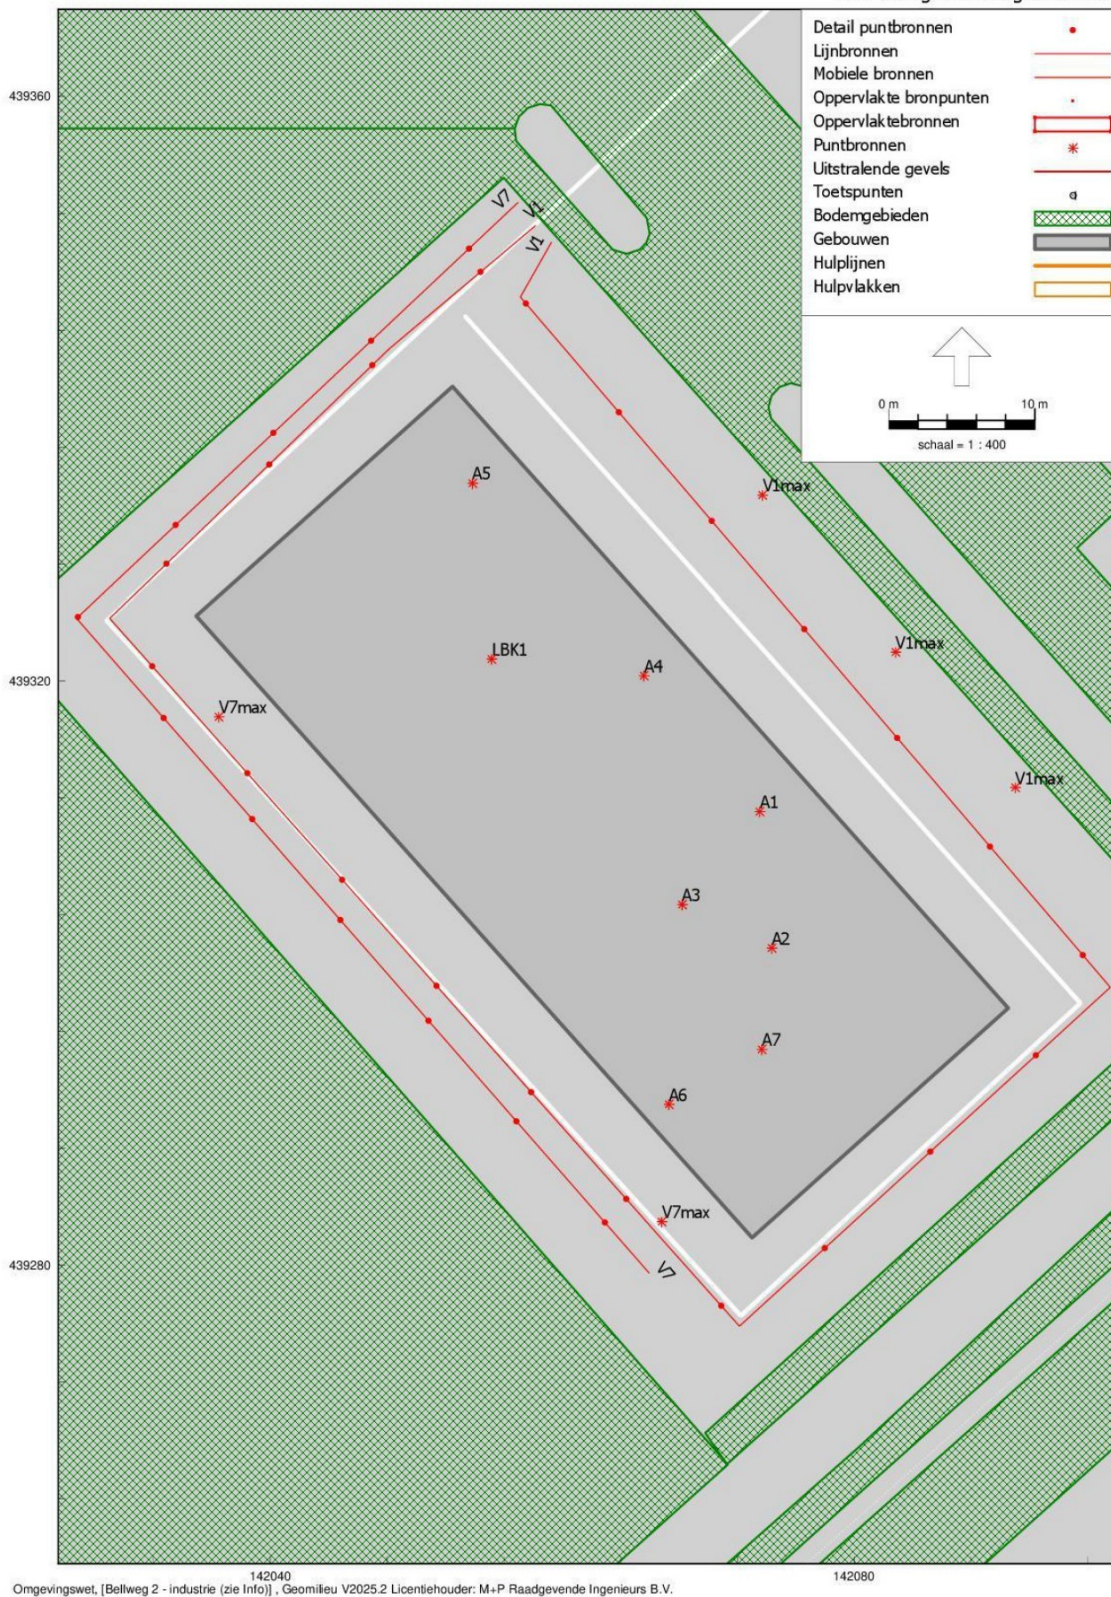 Detail puntbronnen
Lijnbronnen
Mobiele bronnen
Oppervlakte bronpunten
Oppervlaktebronnen
Puntbronnen
Uitstralende gevels
Toetspunten
Bodemgebieden
Gebouwen
Hulplijnen
Hulpvlakken
0 m
10 m
schaal = 1 : 400
439360
V7
V1
V1
A5
V1max
V1max
LBK1
A4
439320
V7max
V1max
A1
A3
A2
A7
A6
V7max
V7
439280
142040
142080
Omgevingswet, [Bellweg 2 - industrie (zie Info)] , Geomilieu V2025.2 Licentiehouder: M+P Raadgevende Ingenieurs B.V.